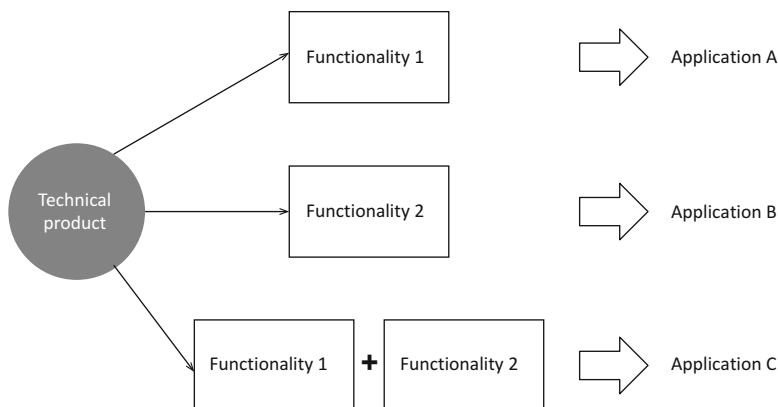 Functionality 1
Application A
Technical
product
Functionality 2
Application B
Functionality 1 + Functionality 2
Application C